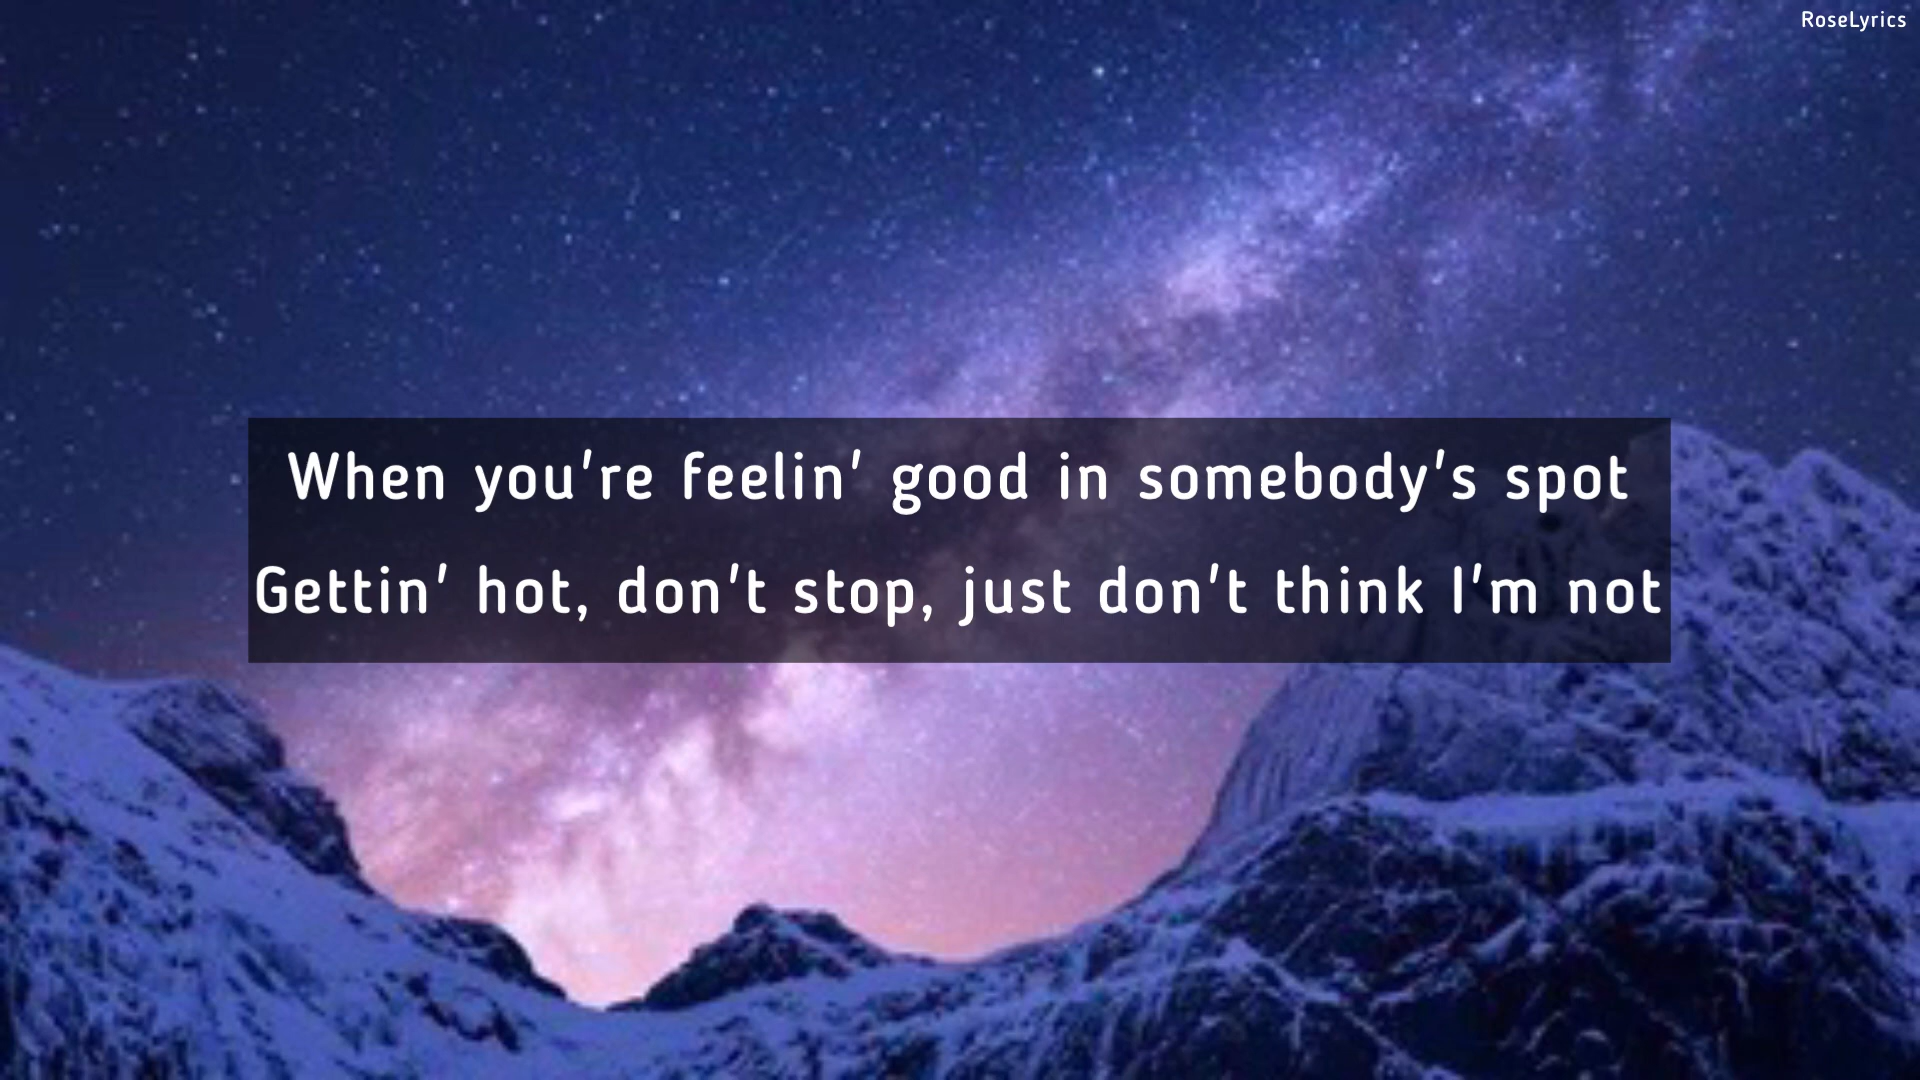 RoseLyrics
When you're feelin' good in somebody's spot
Gettin' hot, don't stop, just don't think I'm not